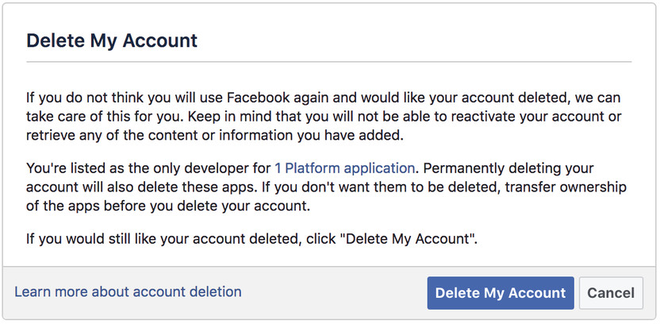 Delete My Account
If you do not think you will use Facebook again and would like your account deleted, we can
take care of this for you. Keep in mind that you will not be able to reactivate your account or
retrieve any of the content or information you have added.
You're listed as the only developer for 1 Platform application. Permanently deleting your
account will also delete these apps. If you don't want them to be deleted, transfer ownership
of the apps before you delete your account.
If you would still like your account deleted, click "Delete My Account".
Learn more about account deletion
Delete My Account
Cancel